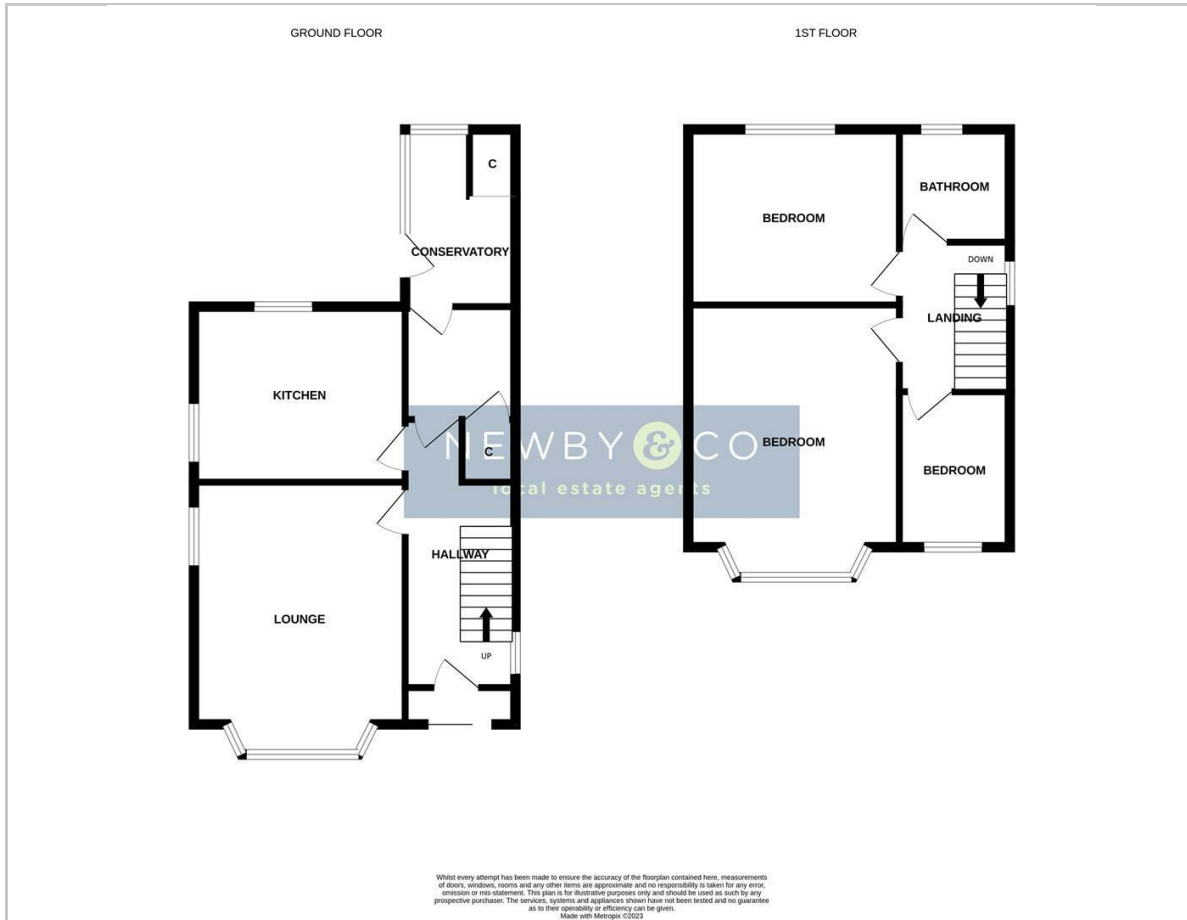 GROUND FLOOR
1ST FLOOR
C
CONSERVATORY
KITCHEN
C
HALLWAY
LOUNGE
UP
BEDROOM
BATHROOM
DOWN
LANDING
BEDROOM
BEDROOM
NEWBY & CO
local estate agents
Whilst every attempt has been made to ensure the accuracy of the floorplan contained here, measurements
of doors, windows, rooms and any other items are approximate and no responsibility is taken for any error,
omission or mis-statement. This plan is for illustrative purposes only and should be used as such by any
prospective purchaser. The services, systems and appliances shown have not been tested and no guarantee
as to their operability or efficiency can be given.
Made with Metropix ©2023